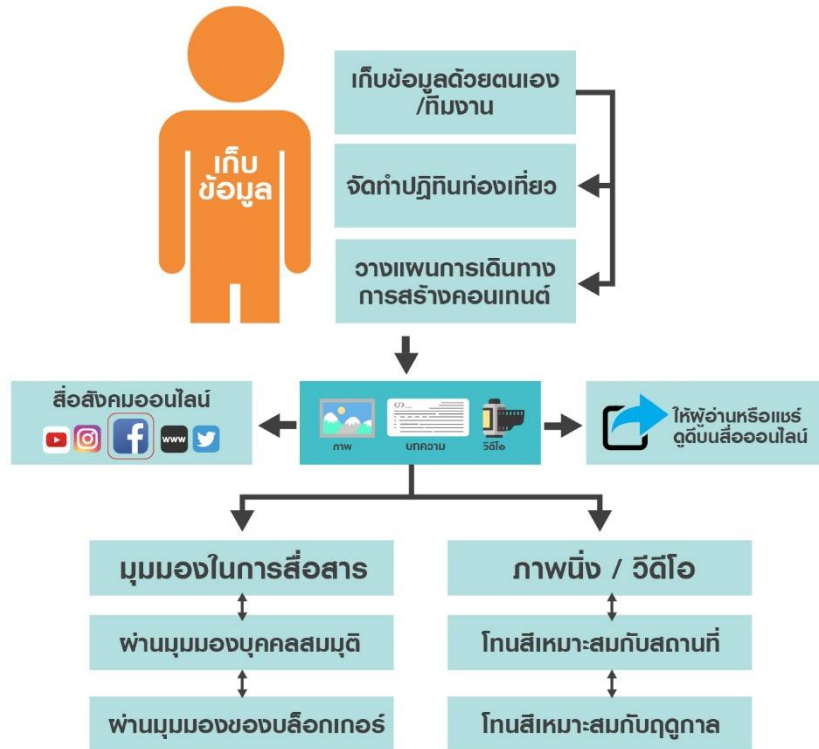 เก็บ
ข้อมูล
เก็บข้อมูลด้วยตนเอง
/ทีมงาน
จัดทำปฏิทินท่องเที่ยว
วางแผนการเดินทาง
การสร้างคอนเทนต์
สื่อสังคมออนไลน์
www
ภาพ
บทความ
วีดีโอ
ให้ผู้อ่านหรือแชร์
ดูดีบนสื่อออนไลน์
มุมมองในการสื่อสาร
ภาพนิ่ง / วีดีโอ
ผ่านมุมมองบุคคลสมมุติ
โทนสีเหมาะสมกับสถานที่
ผ่านมุมมองของบล็อกเกอร์
โทนสีเหมาะสมกับฤดูกาล